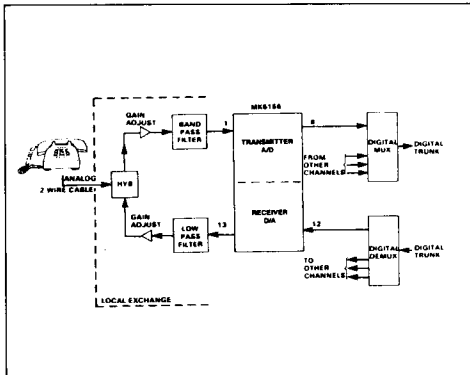 MK5156
GAIN
ADJUST
BAND
PASS
FILTER
1
TRANSMITTER
A/D
8
DIGITAL
MUX
DIGITAL
TRUNK
FROM
OTHER
CHANNELS
(ANALOG
2 WIRE CABLE)
HYB
GAIN
ADJUST
LOW
PASS
FILTER
13
RECEIVER
D/A
12
DIGITAL
DEMUX
DIGITAL
TRUNK
TO
OTHER
CHANNELS
LOCAL EXCHANGE